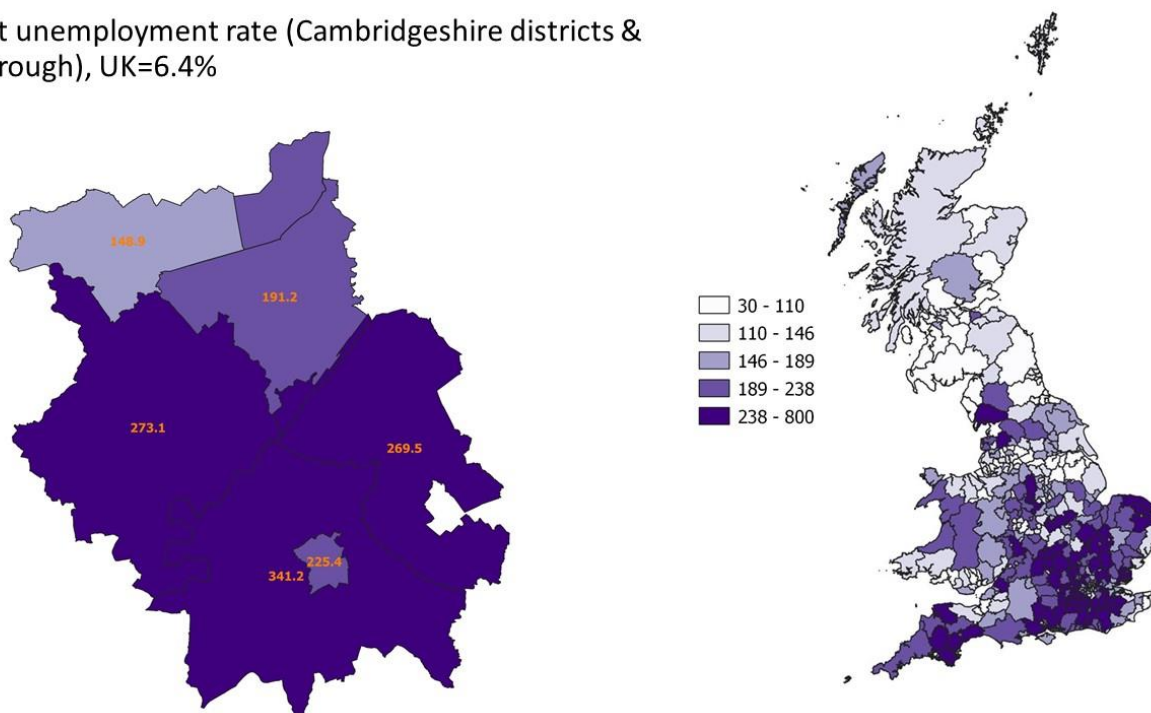 t unemployment rate (Cambridgeshire districts &
rough), UK=6.4%
148.9
191.2
273.1
269.5
225.4
341.2
30 - 110
110 - 146
146 - 189
189 - 238
238 - 800